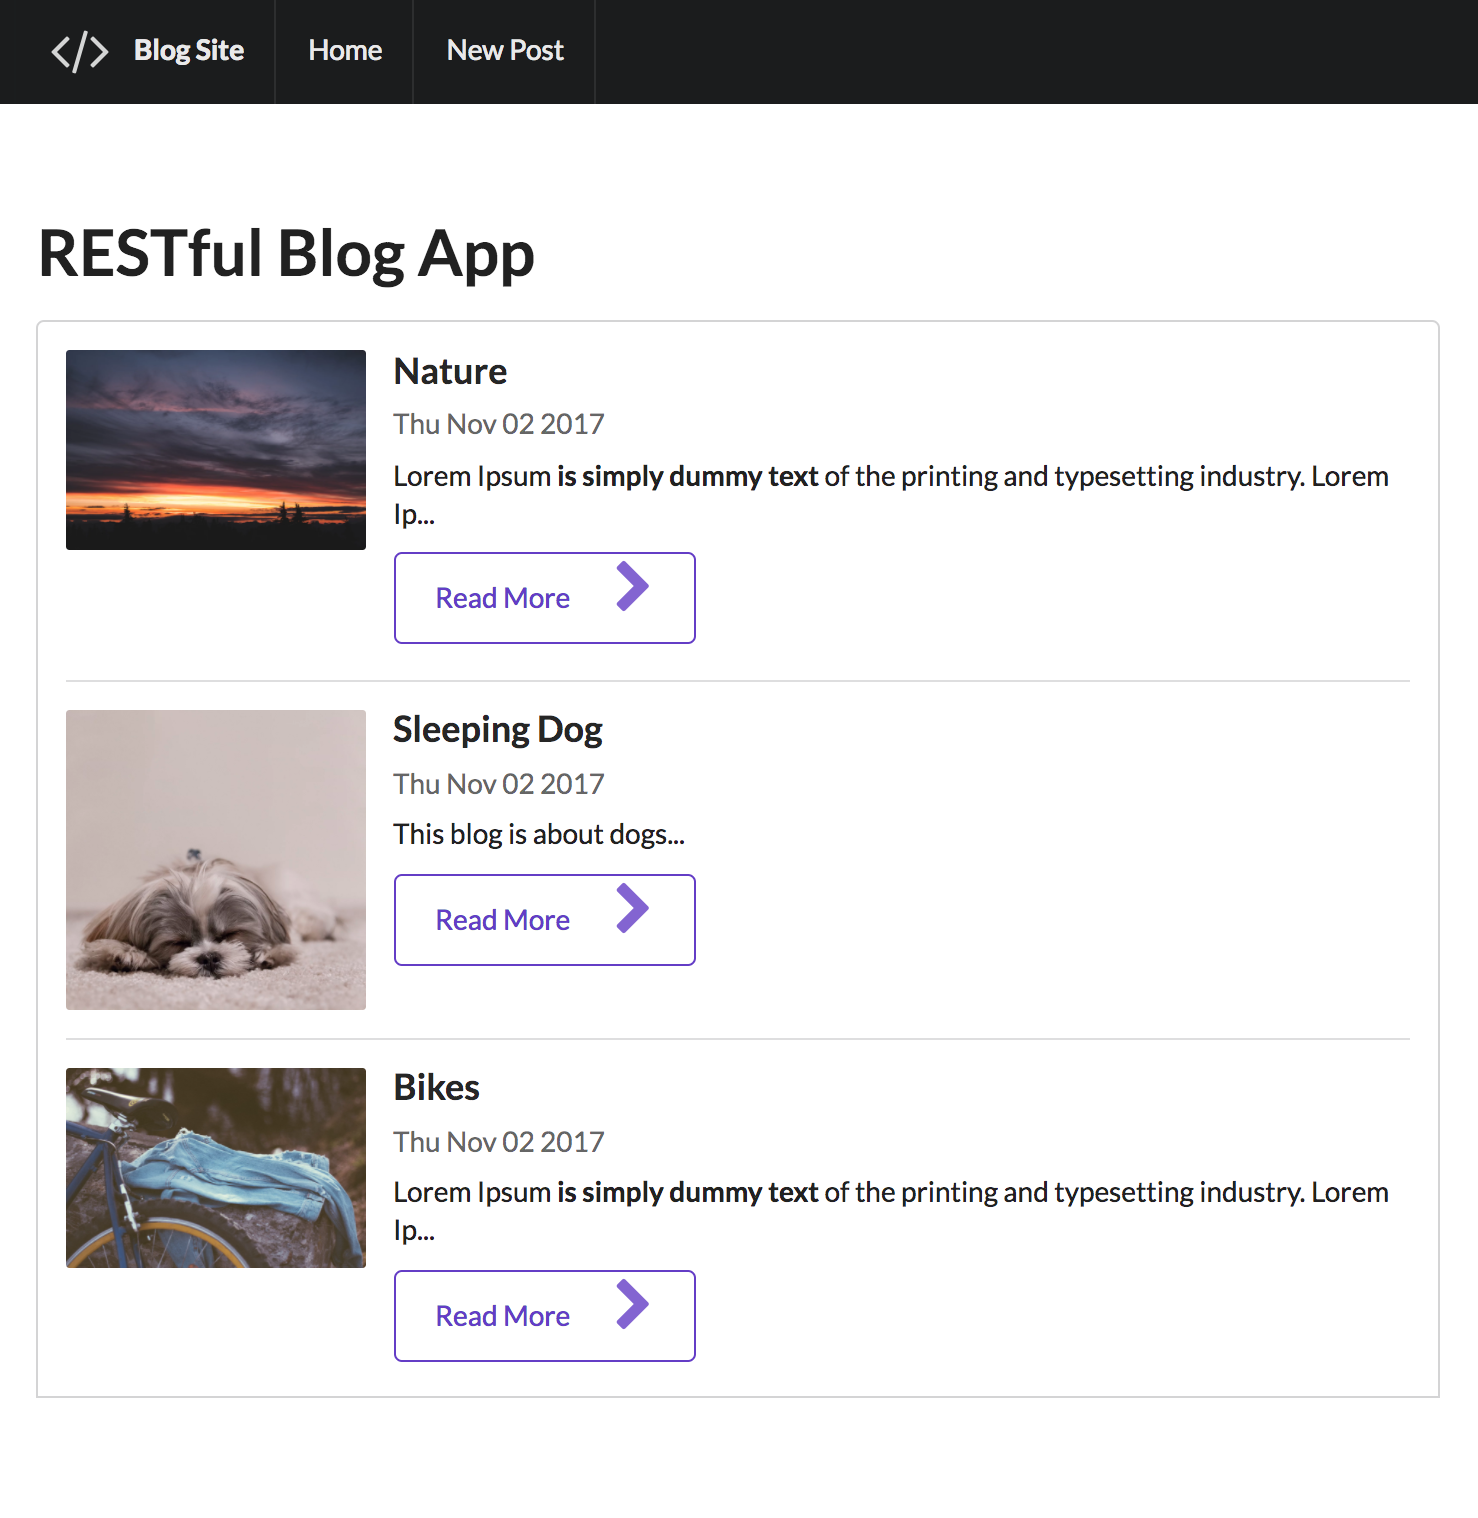 </> Blog Site Home New Post
RESTful Blog App
Nature
Thu Nov 02 2017
Lorem Ipsum is simply dummy text of the printing and typesetting industry. Lorem
Ip...
Read More
Sleeping Dog
Thu Nov 02 2017
This blog is about dogs...
Read More
Bikes
Thu Nov 02 2017
Lorem Ipsum is simply dummy text of the printing and typesetting industry. Lorem
Ip...
Read More